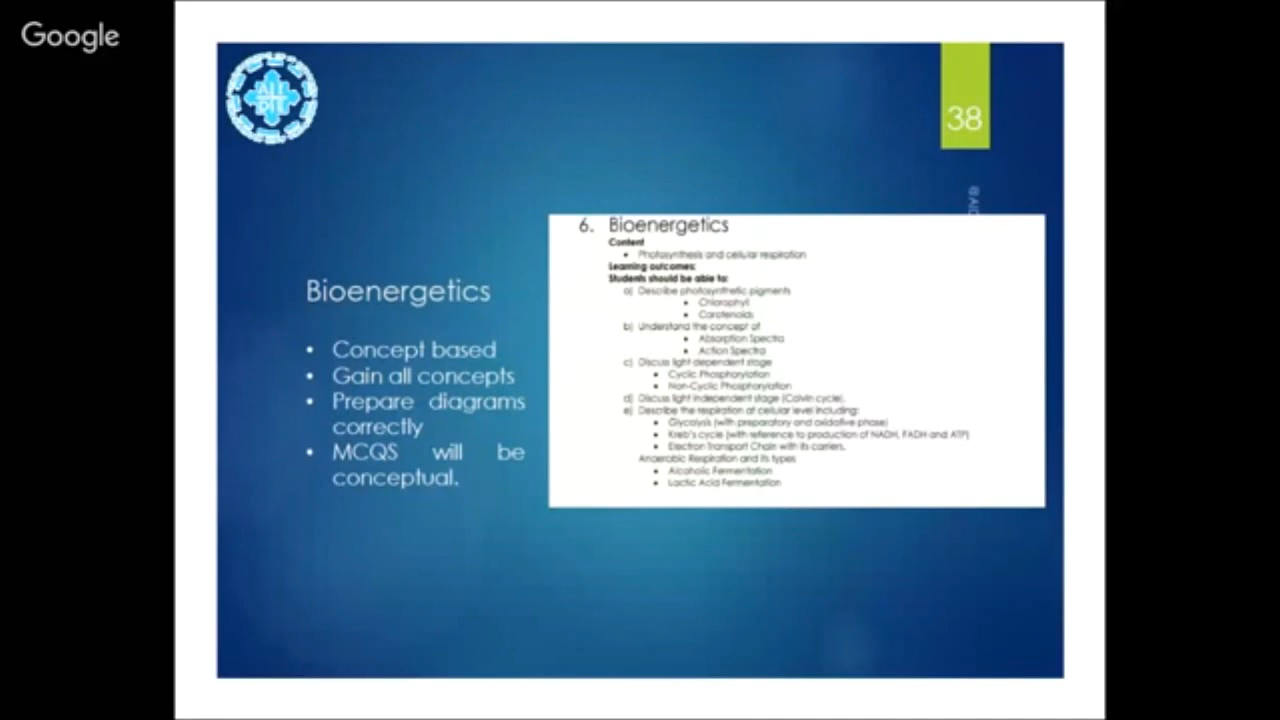 Google
38
Bioenergetics
• Concept based
• Gain all concepts
• Prepare diagrams
correctly
• MCQS will be
conceptual.
6. Bioenergetics
Content
• Photosynthesis and cellular respiration
Learning outcomes:
Students should be able to:
a) Describe photosynthetic pigments
• Chlorophyll
• Carotenoids
b) Understand the concept of
• Absorption Spectra
• Action Spectra
c) Discuss light dependent stage
• Cyclic Phosphorylation
• Non-Cyclic Phosphorylation
d) Discuss light independent stage (Calvin cycle).
e) Describe the respiration at cellular level including:
• Glycolysis (with preparatory and oxidative phase)
• Kreb's cycle (with reference to production of NADH, FADH and ATP)
• Electron Transport Chain with its carriers.
Anaerobic Respiration and its types
• Alcoholic Fermentation
• Lactic Acid Fermentation